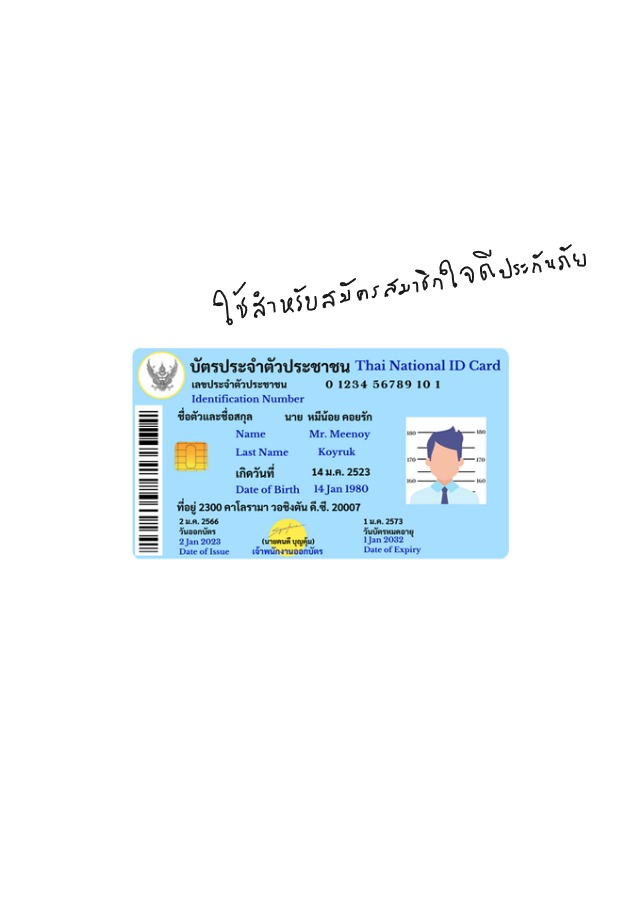 ใช้สำหรับสมัครสมาชิกใจดีประกันภัย
บัตรประจำตัวประชาชน Thai National ID Card
เลขประจำตัวประชาชน 0 1234 56789 10 1
Identification Number
ชื่อตัวและชื่อสกุล นาย หมีน้อย คอยรัก
Name Mr. Meenoy
Last Name Koyruk
เกิดวันที่ 14 ม.ค. 2523
Date of Birth 14 Jan 1980
180 180
170 170
160 160
ที่อยู่ 2300 คาโลรามา วอชิงตัน ดี.ซี. 20007
2 ม.ค. 2566 1 ม.ค. 2573
วันออกบัตร วันบัตรหมดอายุ
2 Jan 2023 (นายคนดี บุญคุ้ม) 1 Jan 2032
Date of Issue เจ้าพนักงานออกบัตร Date of Expiry